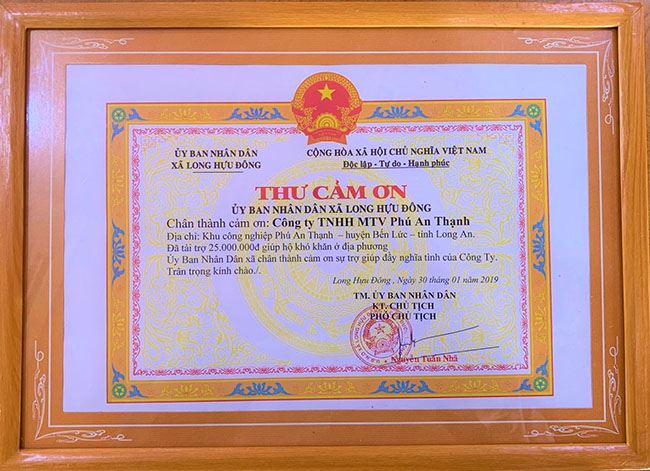 ỦY BAN NHÂN DÂN
XÃ LONG HỰU ĐÔNG
CỘNG HÒA XÃ HỘI CHỦ NGHĨA VIỆT NAM
Độc lập - Tự do - Hạnh phúc
THƯ CẢM ƠN
ỦY BAN NHÂN DÂN XÃ LONG HỰU ĐÔNG
Chân thành cảm ơn: Công ty TNHH MTV Phú An Thạnh
Địa chỉ: Khu công nghiệp Phú An Thạnh – huyện Bến Lức – tỉnh Long An.
Đã tài trợ 25.000.000đ giúp hộ khó khăn ở địa phương
Ủy Ban Nhân Dân xã chân thành cảm ơn sự trợ giúp đầy nghĩa tình của Công Ty.
Trân trọng kính chào./.
Long Hựu Đông , Ngày 30 tháng 01 năm 2019
TM. ỦY BAN NHÂN DÂN
KT. CHỦ TỊCH
PHÓ CHỦ TỊCH
Nguyễn Tuấn Nhã